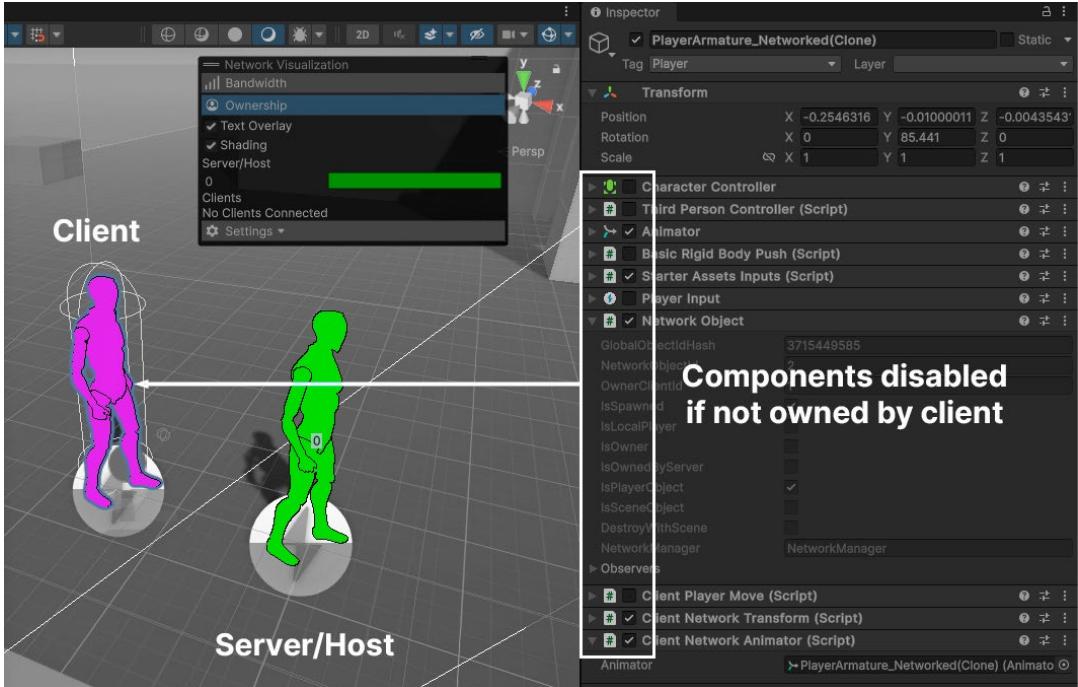 Inspector
2D
PlayerArmature_Networked(Clone)
Static
Tag Player
Layer
Network Visualization
Bandwidth
Ownership
Text Overlay
Shading
Server/Host
0
Clients
No Clients Connected
Settings
y
z
x
Persp
Transform
Position X -0.2546316 Y -0.01000011 Z -0.0043543
Rotation X 0 Y 85.441 Z 0
Scale X 1 Y 1 Z 1
Character Controller
Third Person Controller (Script)
Animator
Basic Rigid Body Push (Script)
Starter Assets Inputs (Script)
Player Input
Network Object
GlobalObjectIdHash 3715449585
NetworkObjectId 2
OwnerClientId
IsSpawned
IsLocalPlayer
IsOwner
IsOwnedByServer
IsPlayerObject
IsSceneObject
DestroyWithScene
NetworkManager NetworkManager
Observers
Client Player Move (Script)
Client Network Transform (Script)
Client Network Animator (Script)
Animator PlayerArmature_Networked(Clone) (Animato
Client
0
Server/Host
Components disabled
if not owned by client